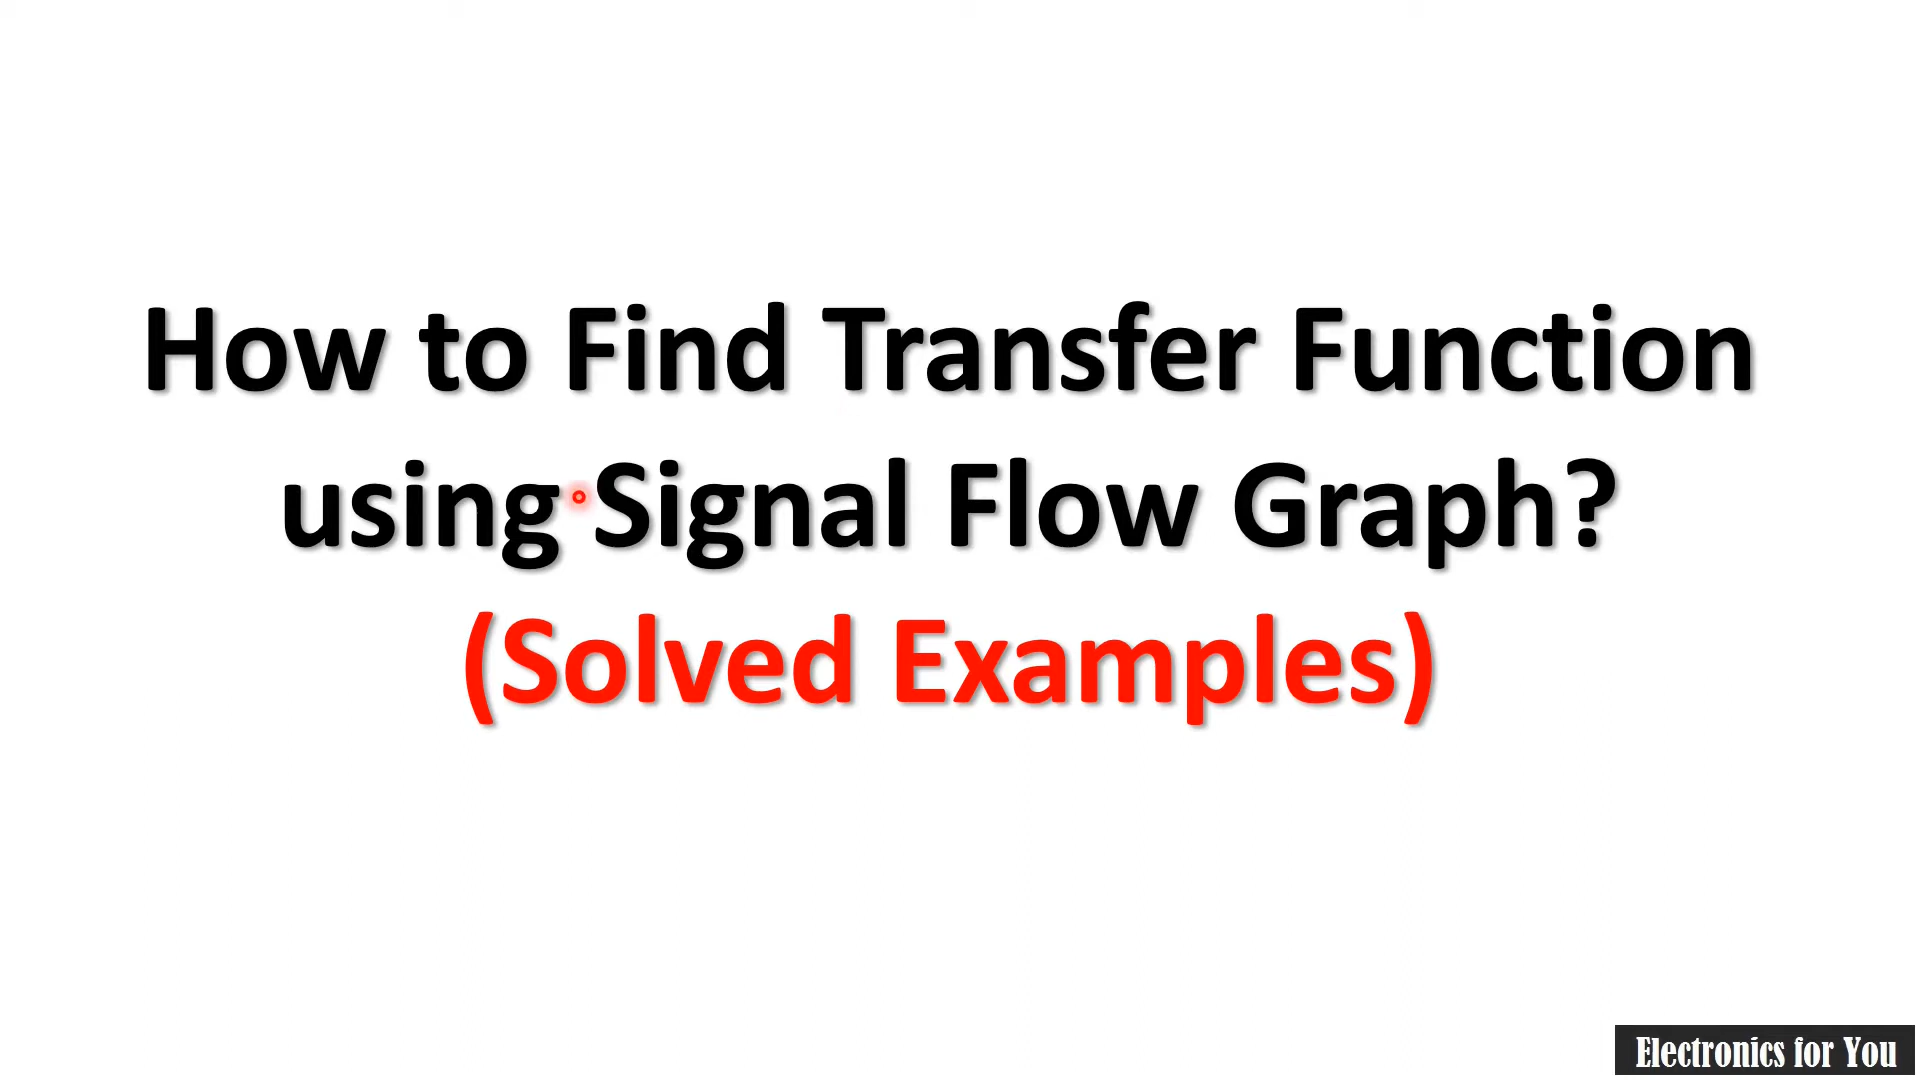 How to Find Transfer Function
using Signal Flow Graph?
(Solved Examples)
Electronics for You